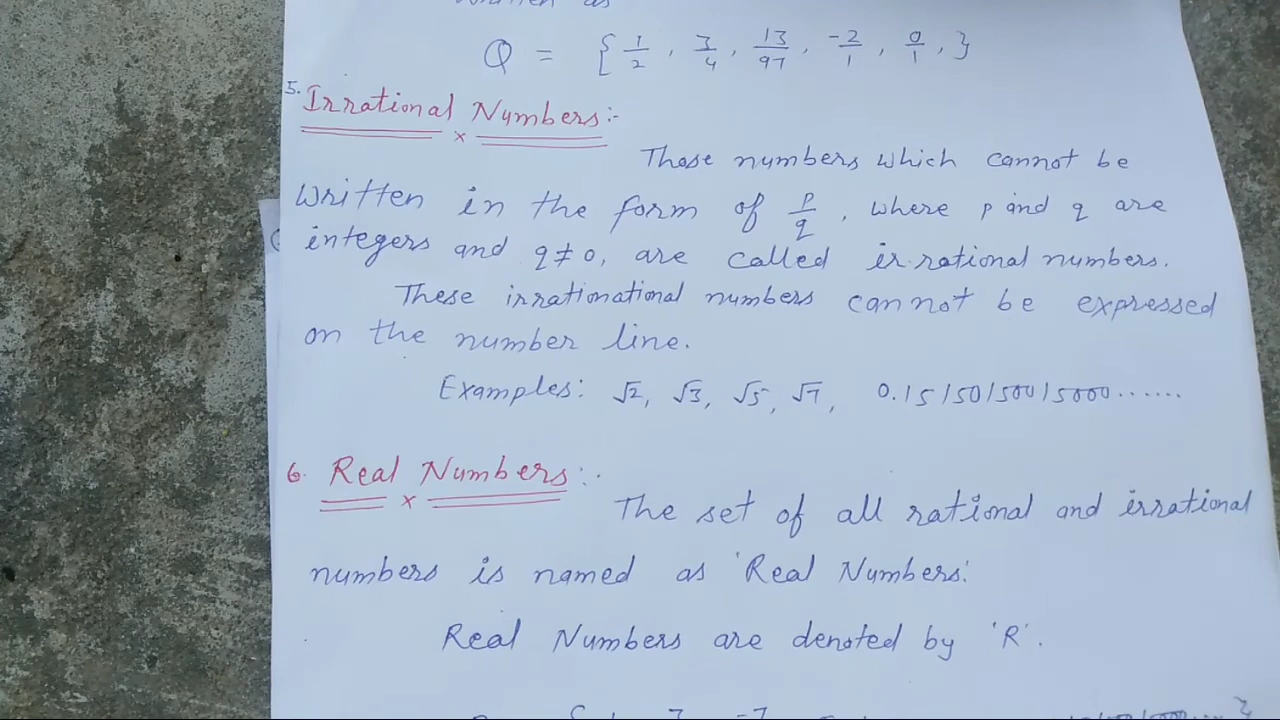 Written as
Q = { 1/2 , 3/4 , 13/97 , -2/1 , 0/1 , }
5. Irrational Numbers:-
Those numbers which cannot be
written in the form of p/q , where p and q are
integers and q≠0, are called irrational numbers.
These irrationational numbers cannot be expressed
on the number line.
Examples: √2, √3, √5, √7, 0.15150150015000......
6. Real Numbers:-
The set of all rational and irrational
numbers is named as 'Real Numbers'.
Real Numbers are denoted by 'R'.